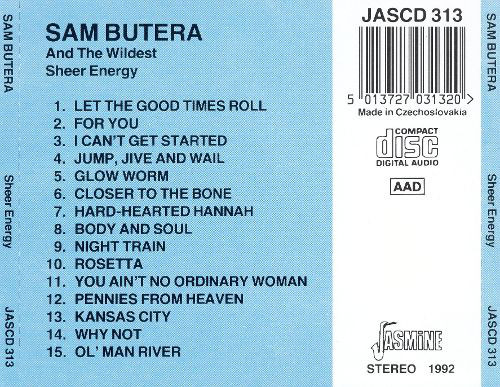 SAM BUTERA
Sheer Energy
JASCD 313
SAM BUTERA
And The Wildest
Sheer Energy
1. LET THE GOOD TIMES ROLL
2. FOR YOU
3. I CAN'T GET STARTED
4. JUMP, JIVE AND WAIL
5. GLOW WORM
6. CLOSER TO THE BONE
7. HARD-HEARTED HANNAH
8. BODY AND SOUL
9. NIGHT TRAIN
10. ROSETTA
11. YOU AIN'T NO ORDINARY WOMAN
12. PENNIES FROM HEAVEN
13. KANSAS CITY
14. WHY NOT
15. OL' MAN RIVER
JASCD 313
5 013727 031320
Made in Czechoslovakia
COMPACT
disc
DIGITAL AUDIO
AAD
JASMINE
STEREO 1992
SAM BUTERA
Sheer Energy
JASCD 313